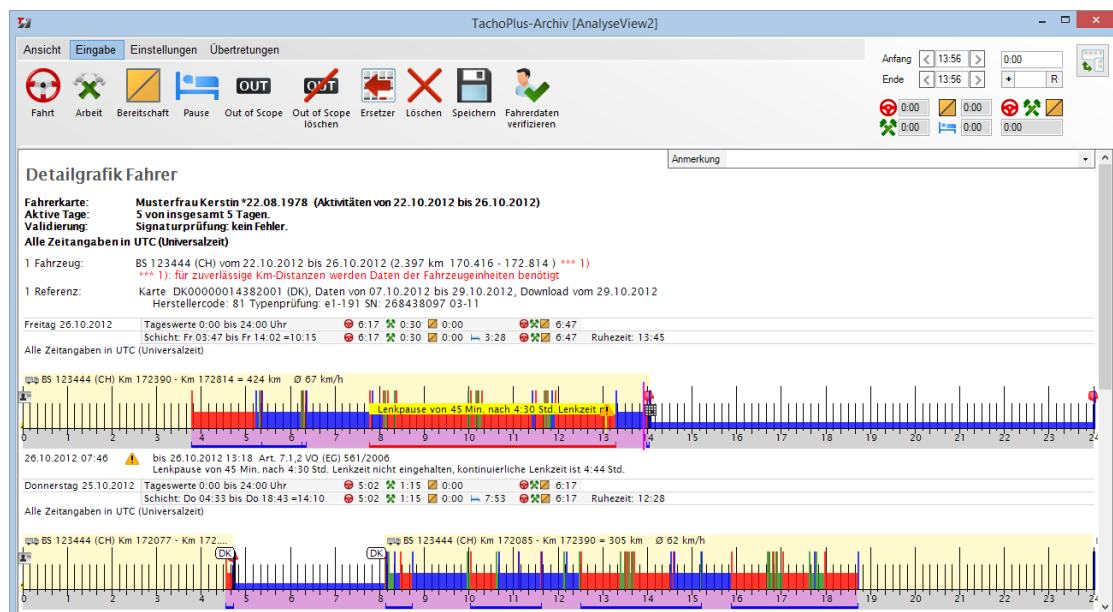 TachoPlus-Archiv [AnalyseView2]
Ansicht Eingabe Einstellungen Übertretungen
Anfang 13:56 0:00
Ende 13:56 + R
OUT OUT
Fahrt Arbeit Bereitschaft Pause Out of Scope Out of Scope löschen Ersetzer Löschen Speichern Fahrerdaten verifizieren
0:00 0:00
0:00 0:00 0:00
Anmerkung
Detailgrafik Fahrer
Fahrerkarte: Musterfrau Kerstin *22.08.1978 (Aktivitäten von 22.10.2012 bis 26.10.2012)
Aktive Tage: 5 von insgesamt 5 Tagen.
Validierung: Signaturprüfung: kein Fehler.
Alle Zeitangaben in UTC (Universalzeit)
1 Fahrzeug: BS 123444 (CH) vom 22.10.2012 bis 26.10.2012 (2.397 km 170.416 - 172.814 ) *** 1)
*** 1): für zuverlässige Km-Distanzen werden Daten der Fahrzeugeinheiten benötigt
1 Referenz: Karte DK00000014382001 (DK), Daten von 07.10.2012 bis 29.10.2012, Download vom 29.10.2012
Herstellercode: 81 Typenprüfung: e1-191 SN: 268438097 03-11
Freitag 26.10.2012 Tageswerte 0:00 bis 24:00 Uhr 6:17 0:30 0:00 6:47
Schicht: Fr 03:47 bis Fr 14:02 =10:15 6:17 0:30 0:00 3:28 6:47 Ruhezeit: 13:45
Alle Zeitangaben in UTC (Universalzeit)
BS 123444 (CH) Km 172390 - Km 172814 = 424 km Ø 67 km/h
Lenkpause von 45 Min. nach 4:30 Std. Lenkzeit
0 1 2 3 4 5 6 7 8 9 10 11 12 13 14 15 16 17 18 19 20 21 22 23 24
26.10.2012 07:46 bis 26.10.2012 13:18 Art. 7.1,2 VO (EG) 561/2006
Lenkpause von 45 Min. nach 4:30 Std. Lenkzeit nicht eingehalten, kontinuierliche Lenkzeit ist 4:44 Std.
Donnerstag 25.10.2012 Tageswerte 0:00 bis 24:00 Uhr 5:02 1:15 0:00 6:17
Schicht: Do 04:33 bis Do 18:43 =14:10 5:02 1:15 0:00 7:53 6:17 Ruhezeit: 12:28
Alle Zeitangaben in UTC (Universalzeit)
BS 123444 (CH) Km 172077 - Km 172.... BS 123444 (CH) Km 172085 - Km 172390 = 305 km Ø 62 km/h
DK DK
0 1 2 3 4 5 6 7 8 9 10 11 12 13 14 15 16 17 18 19 20 21 22 23 24